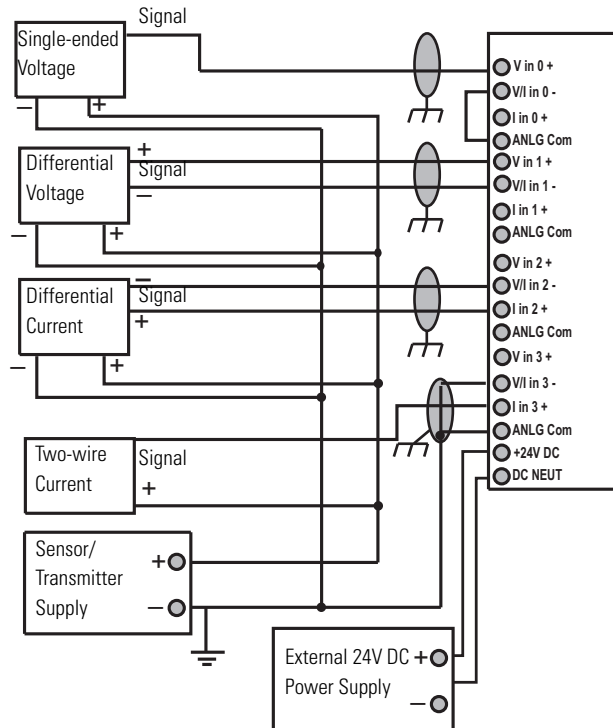 Signal
Single-ended
Voltage
− +
+
Differential
Voltage
Signal
−
− +
−
Differential
Current
Signal
+
− +
Two-wire
Current
Signal
+
Sensor/
Transmitter
Supply
+
−
External 24V DC +
Power Supply
−
V in 0 +
V/I in 0 -
I in 0 +
ANLG Com
V in 1 +
V/I in 1 -
I in 1 +
ANLG Com
V in 2 +
V/I in 2 -
I in 2 +
ANLG Com
V in 3 +
V/I in 3 -
I in 3 +
ANLG Com
+24V DC
DC NEUT